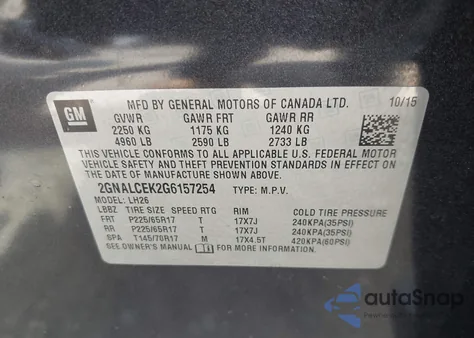 GM
MFD BY GENERAL MOTORS OF CANADA LTD. 10/15
GVWR GAWR FRT GAWR RR
2250 KG 1175 KG 1240 KG
4960 LB 2590 LB 2733 LB
THIS VEHICLE CONFORMS TO ALL APPLICABLE U.S. FEDERAL MOTOR
VEHICLE SAFETY AND THEFT PREVENTION STANDARDS IN EFFECT ON
THE DATE OF MANUFACTURE SHOWN ABOVE.
2GNALCEK2G6157254 TYPE: M.P.V.
MODEL: LH26
LBBZ TIRE SIZE SPEED RTG RIM COLD TIRE PRESSURE
FRT P225/65R17 T 17X7J 240KPA(35PSI)
RR P225/65R17 T 17X7J 240KPA(35PSI)
SPA T145/70R17 M 17X4.5T 420KPA(60PSI)
SEE OWNER'S MANUAL FOR ADDITIONAL INFORMATION.
autoSnap